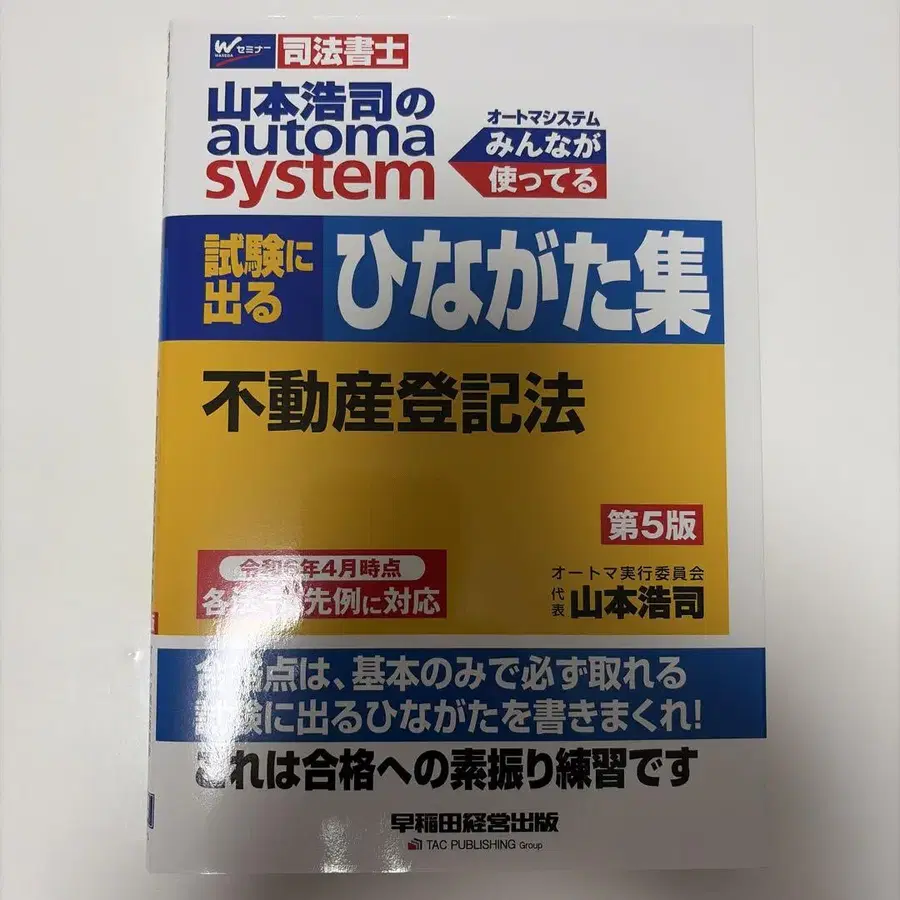 Wセミナー
WASEDA
司法書士
山本浩司の
automa
system
オートマシステム
みんなが
使ってる
試験に
出る
ひながた集
不動産登記法
第5版
令和6年4月時点
先例に対応
オートマ実行委員会
代表 山本浩司
点は、基本のみで必ず取れる
試験に出るひながたを書きまくれ!
これは合格への素振り練習です
早稲田経営出版
TAC PUBLISHING Group